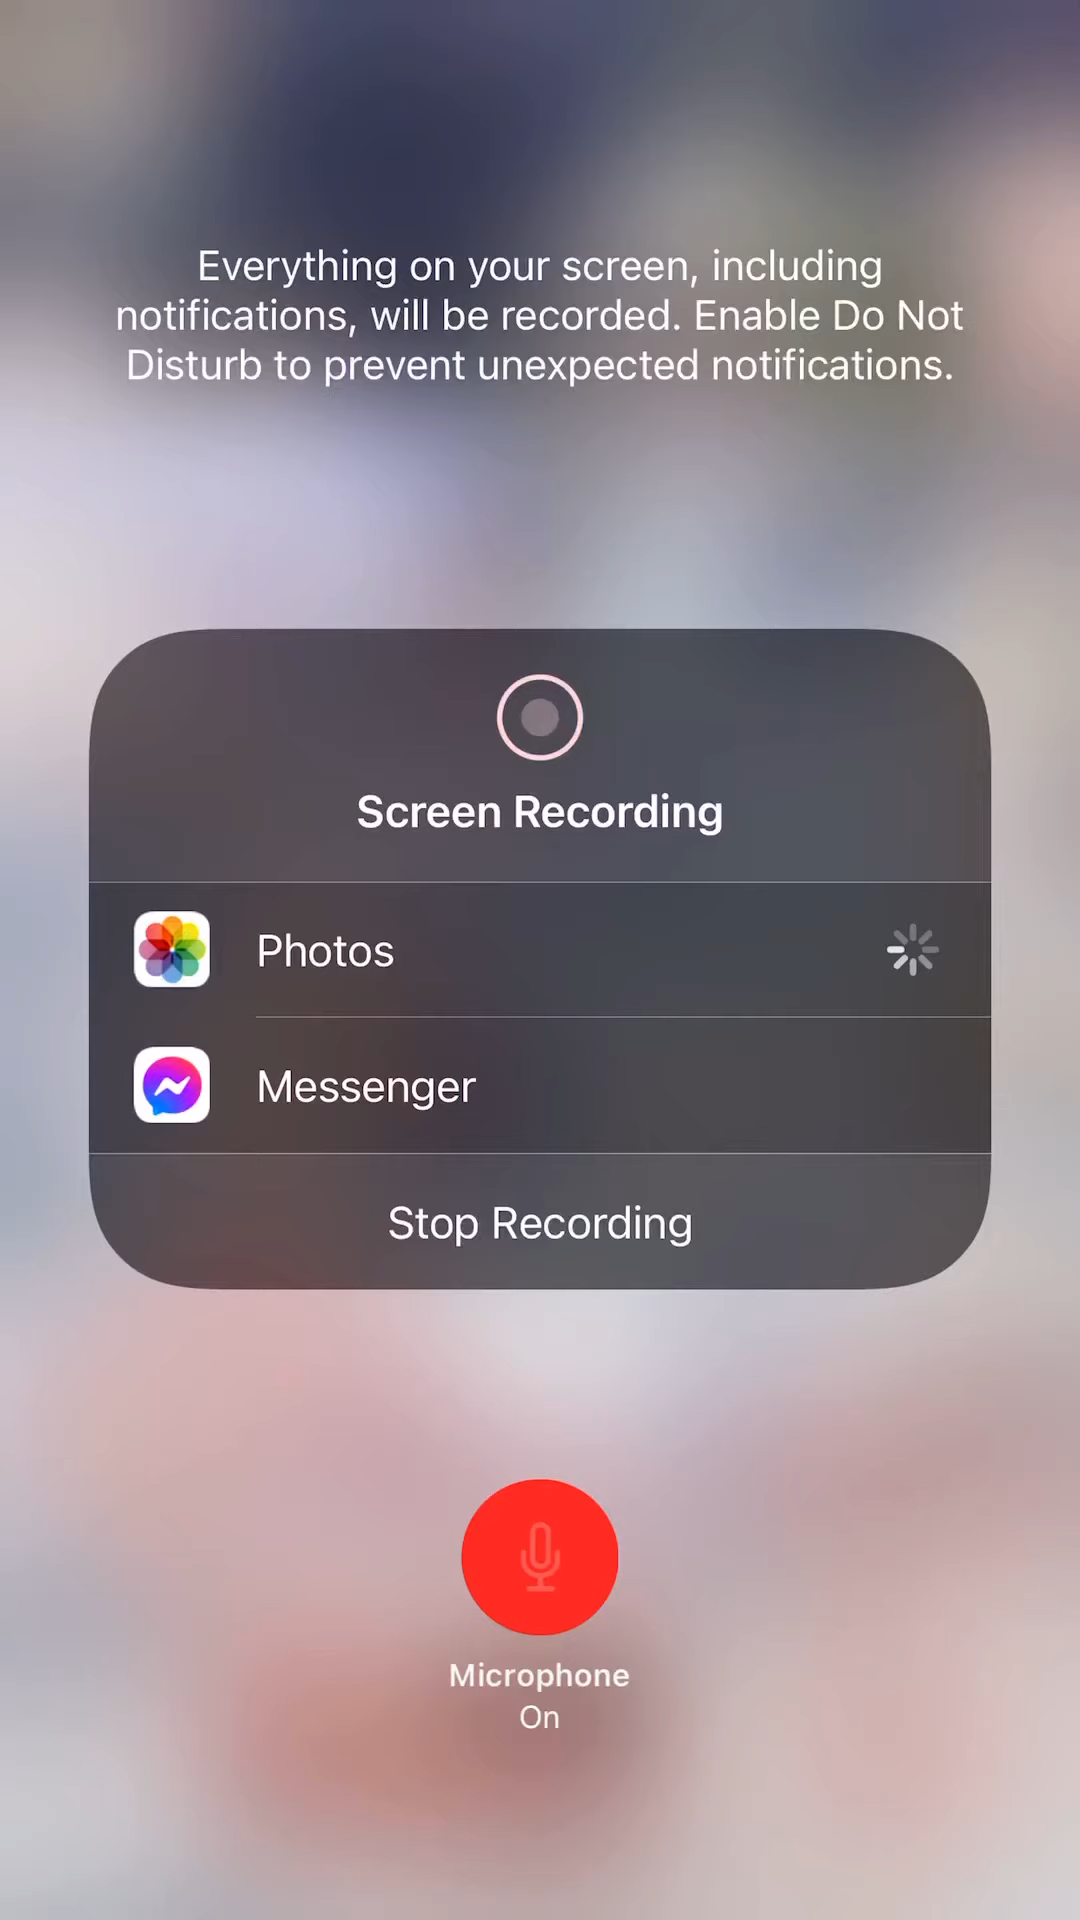 Everything on your screen, including
notifications, will be recorded. Enable Do Not
Disturb to prevent unexpected notifications.
Screen Recording
Photos
Messenger
Stop Recording
Microphone
On